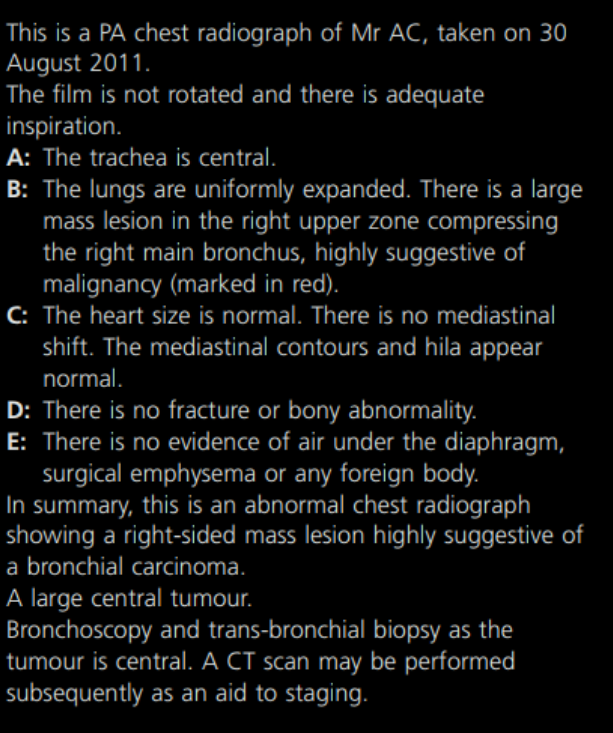 This is a PA chest radiograph of Mr AC, taken on 30
August 2011.
The film is not rotated and there is adequate
inspiration.
A: The trachea is central.
B: The lungs are uniformly expanded. There is a large
mass lesion in the right upper zone compressing
the right main bronchus, highly suggestive of
malignancy (marked in red).
C: The heart size is normal. There is no mediastinal
shift. The mediastinal contours and hila appear
normal.
D: There is no fracture or bony abnormality.
E: There is no evidence of air under the diaphragm,
surgical emphysema or any foreign body.
In summary, this is an abnormal chest radiograph
showing a right-sided mass lesion highly suggestive of
a bronchial carcinoma.
A large central tumour.
Bronchoscopy and trans-bronchial biopsy as the
tumour is central. A CT scan may be performed
subsequently as an aid to staging.